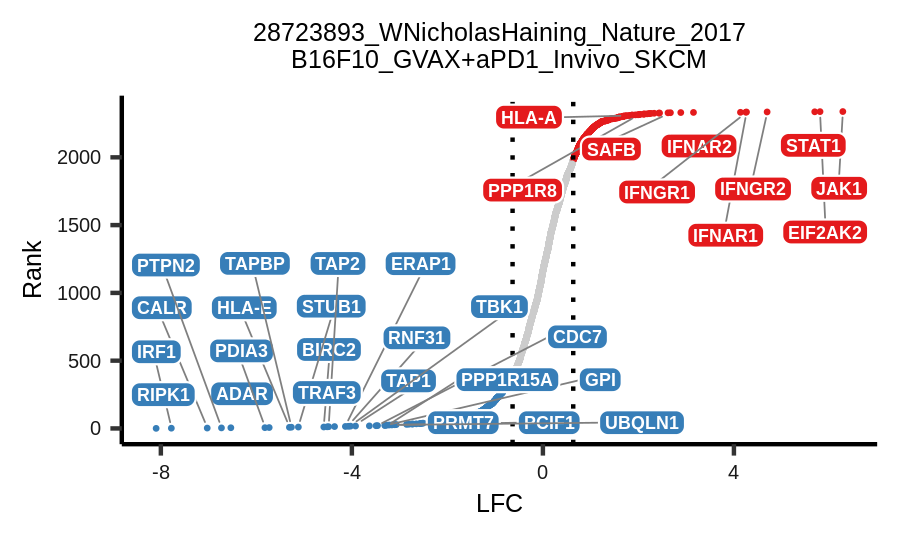 28723893_WNicholasHaining_Nature_2017
B16F10_GVAX+aPD1_Invivo_SKCM
HLA-A
SAFB
IFNAR2
STAT1
PPP1R8
IFNGR1
IFNGR2
JAK1
IFNAR1
EIF2AK2
PTPN2
TAPBP
TAP2
ERAP1
CALR
HLA-E
STUB1
TBK1
IRF1
PDIA3
BIRC2
RNF31
CDC7
RIPK1
ADAR
TRAF3
TAP1
PPP1R15A
GPI
PRMT7
PCIF1
UBQLN1
Rank
2000
1500
1000
500
0
-8
-4
0
4
LFC